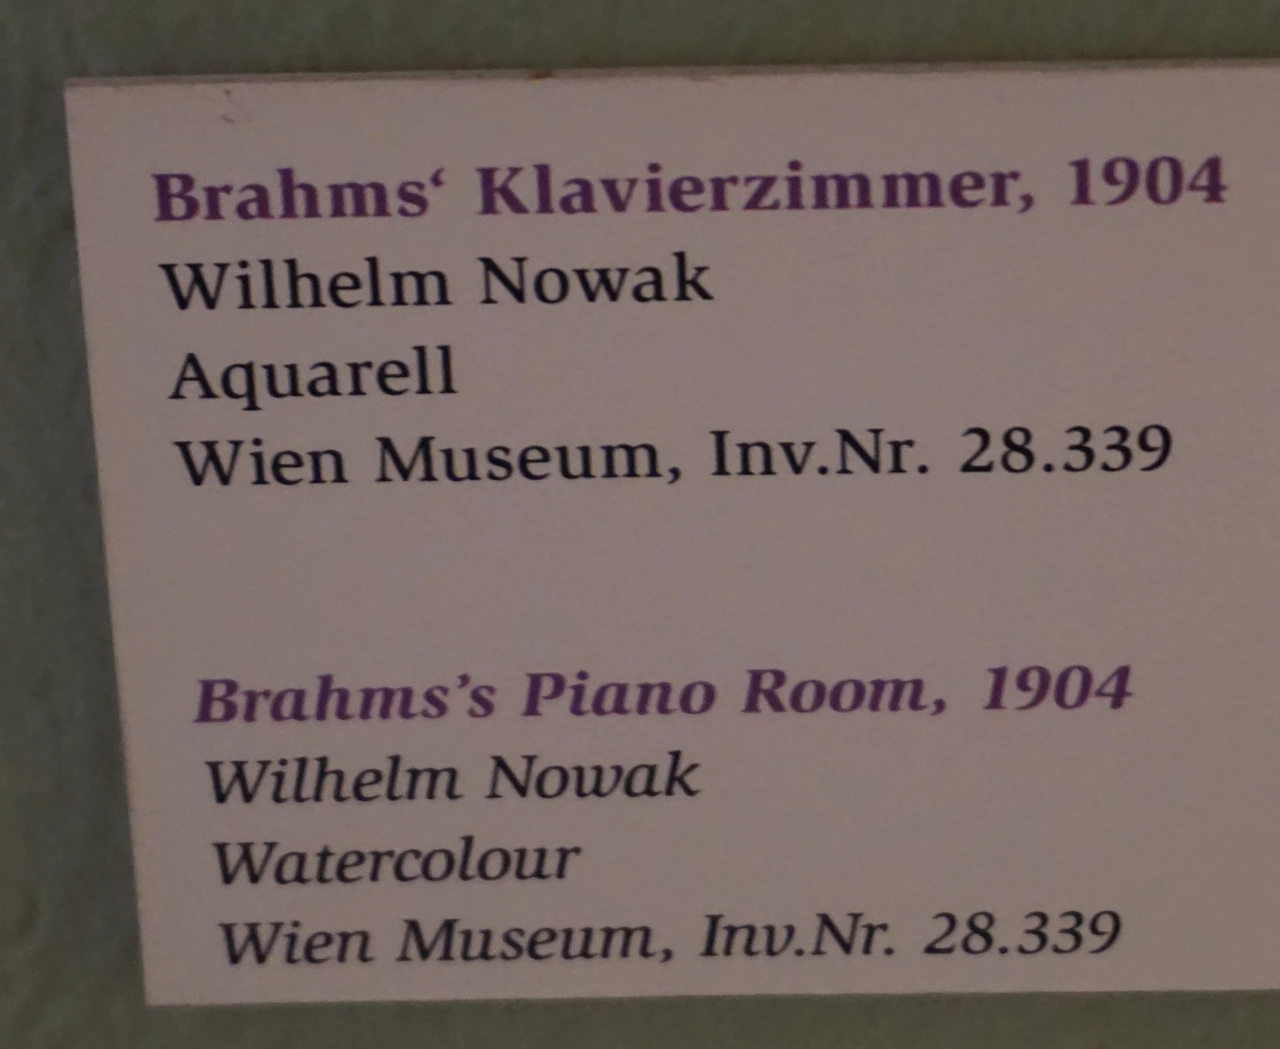 Brahms‘ Klavierzimmer, 1904
Wilhelm Nowak
Aquarell
Wien Museum, Inv.Nr. 28.339
Brahms’s Piano Room, 1904
Wilhelm Nowak
Watercolour
Wien Museum, Inv.Nr. 28.339